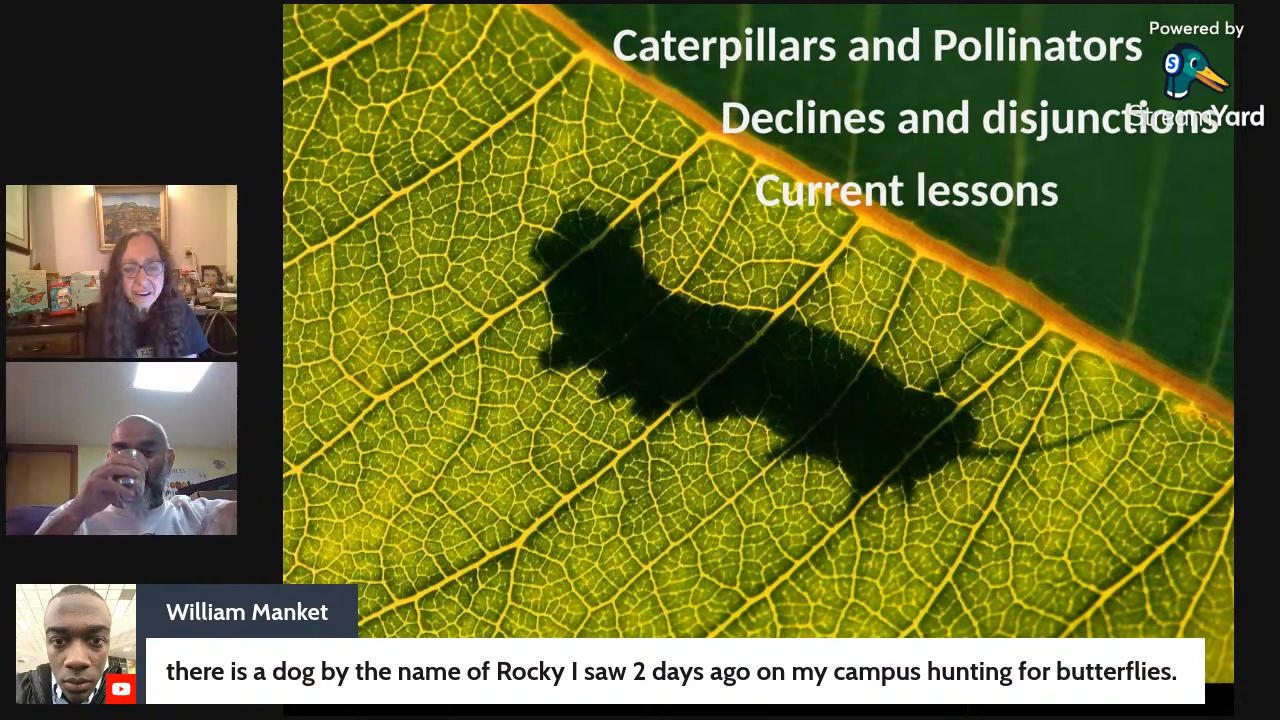 Caterpillars and Pollinators
Declines and disjunctions
Current lessons
Powered by
S
StreamYard
William Manket
there is a dog by the name of Rocky I saw 2 days ago on my campus hunting for butterflies.